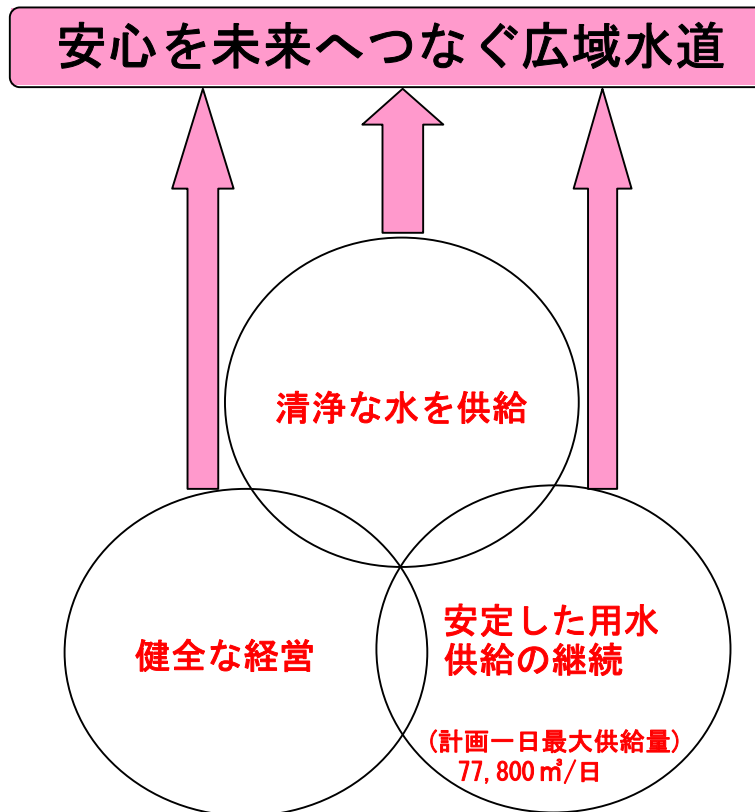 安心を未来へつなぐ広域水道
清浄な水を供給
健全な経営
安定した用水
供給の継続
(計画一日最大供給量)
77,800㎥/日